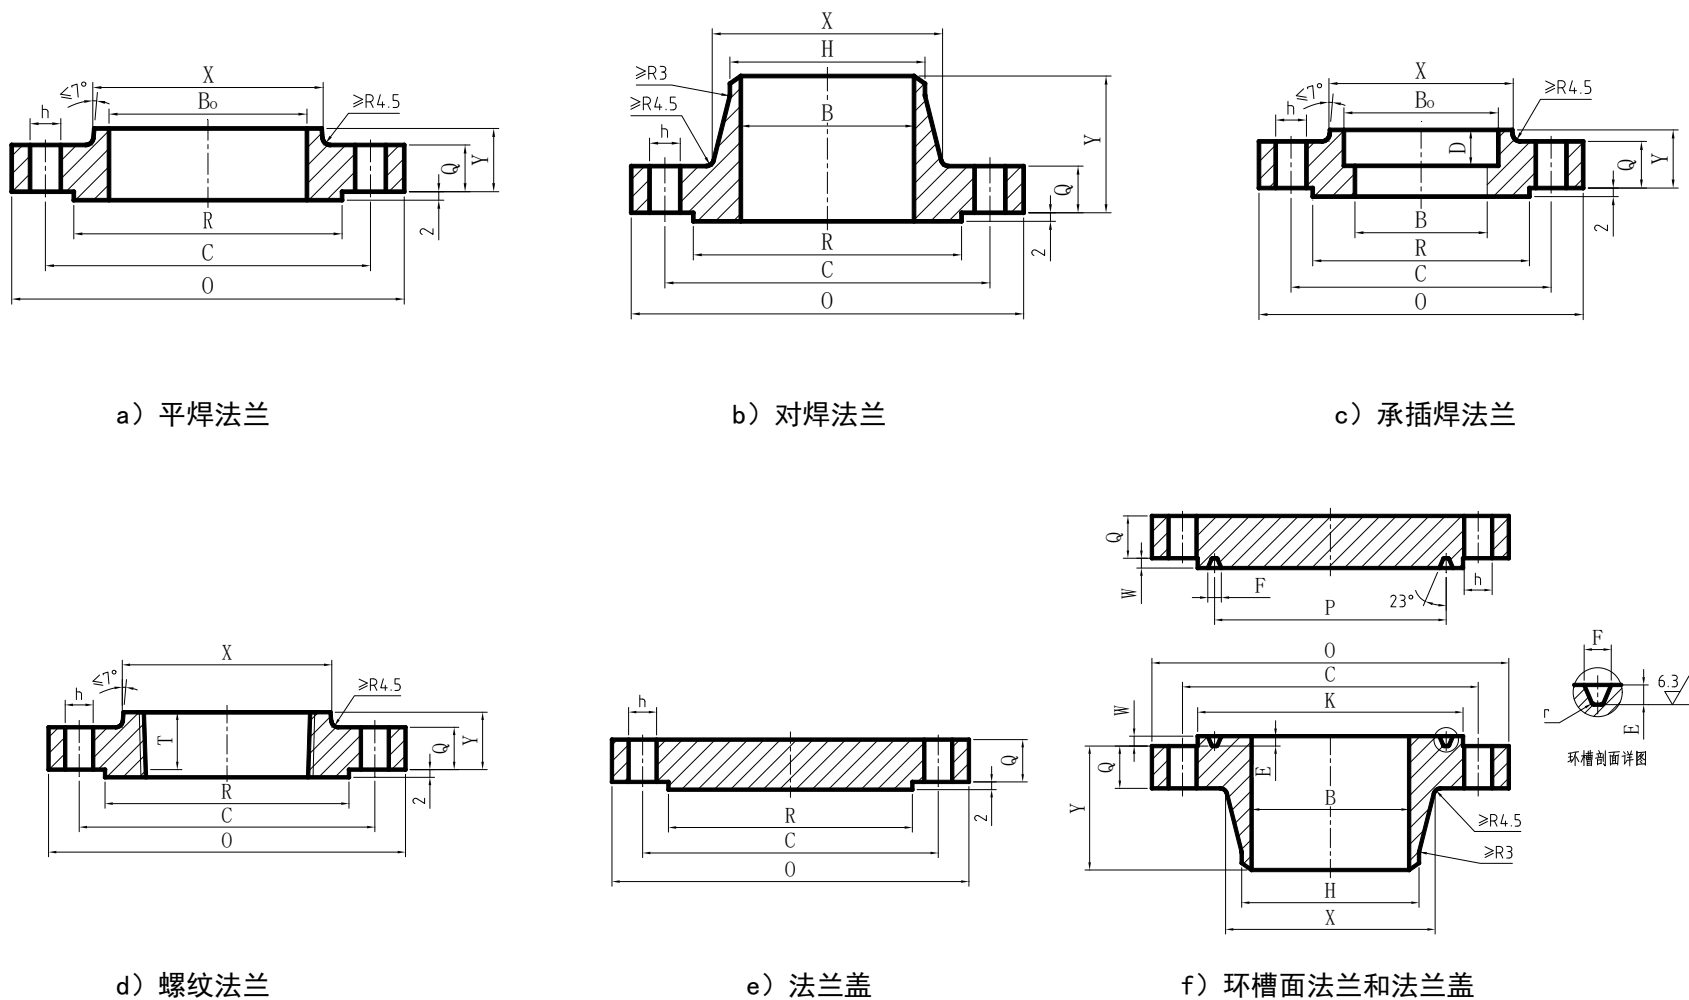 X
≤7°
B₀
h
≥R4.5
Q
Y
R
2
C
O
a）平焊法兰
X
H
≥R3
≥R4.5
B
h
Y
Q
R
2
C
O
b）对焊法兰
X
≤7°
B₀
h
≥R4.5
D
Q
Y
B
2
R
C
O
c）承插焊法兰
X
≤7°
h
≥R4.5
T
Q
Y
R
2
C
O
d）螺纹法兰
h
Q
R
2
C
O
e）法兰盖
Q
W
F
h
23°
P
O
C
K
W
E
Q
Y
B
≥R4.5
≥R3
H
X
F
6.3
r
E
环槽剖面详图
f）环槽面法兰和法兰盖